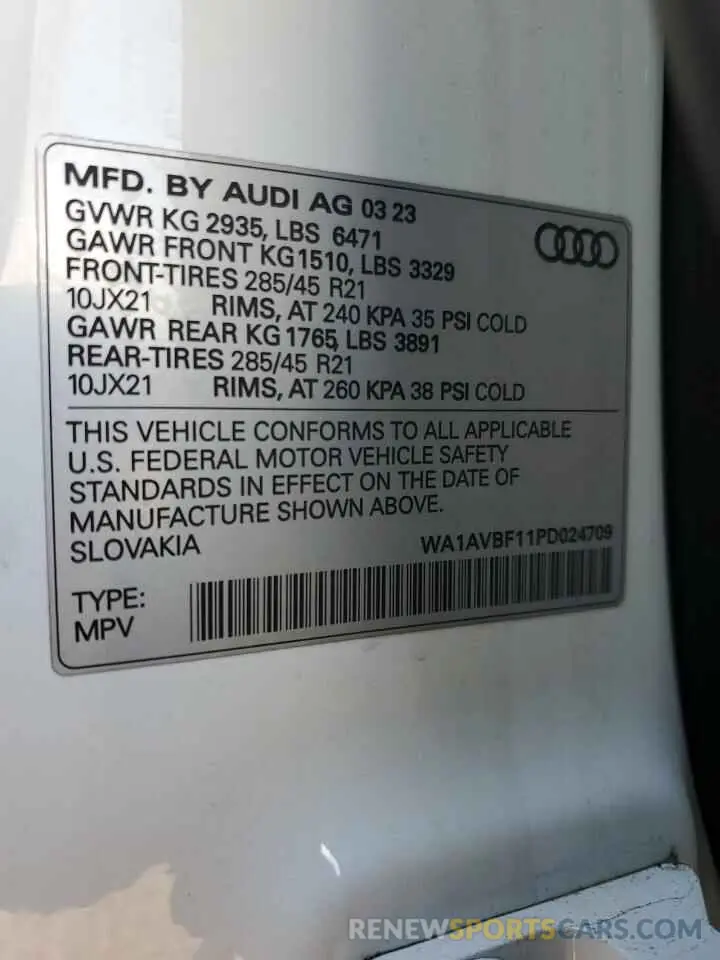 MFD. BY AUDI AG 03 23
GVWR KG 2935, LBS 6471
GAWR FRONT KG1510, LBS 3329
FRONT-TIRES 285/45 R21
10JX21 RIMS, AT 240 KPA 35 PSI COLD
GAWR REAR KG 1765, LBS 3891
REAR-TIRES 285/45 R21
10JX21 RIMS, AT 260 KPA 38 PSI COLD
THIS VEHICLE CONFORMS TO ALL APPLICABLE
U.S. FEDERAL MOTOR VEHICLE SAFETY
STANDARDS IN EFFECT ON THE DATE OF
MANUFACTURE SHOWN ABOVE.
SLOVAKIA WA1AVBF11PD024709
TYPE:
MPV
RENEWSPORTSCARS.COM